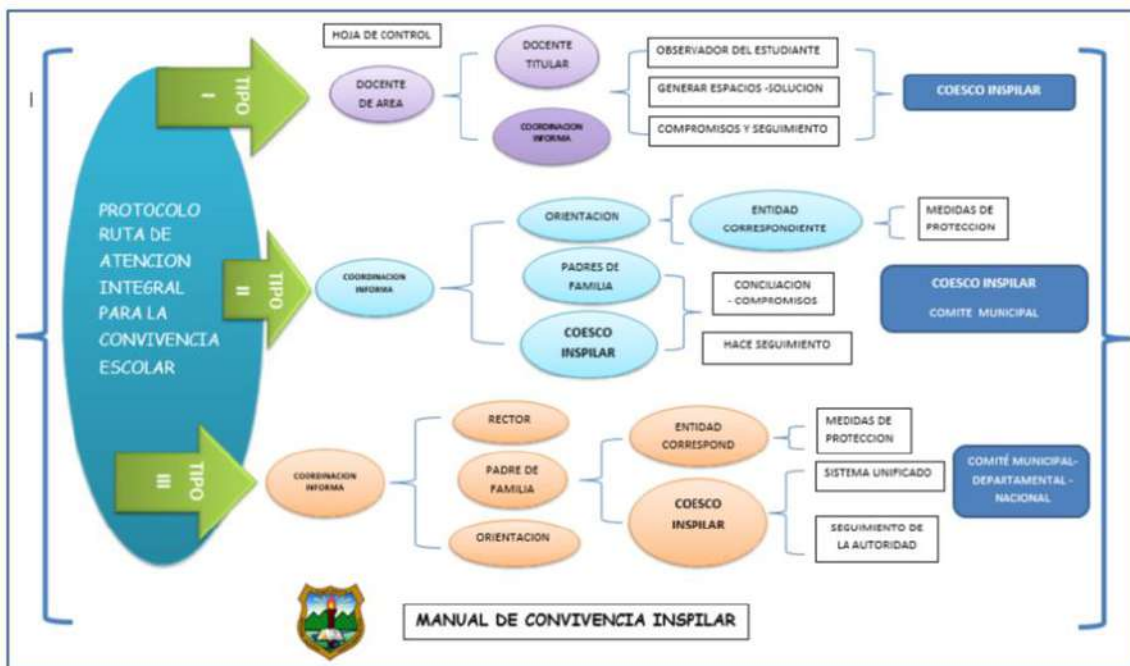 PROTOCOLO
RUTA DE
ATENCION
INTEGRAL
PARA LA
CONVIVENCIA
ESCOLAR
TIPO
I
HOJA DE CONTROL
DOCENTE
DE AREA
DOCENTE
TITULAR
COORDINACION
INFORMA
OBSERVADOR DEL ESTUDIANTE
GENERAR ESPACIOS -SOLUCION
COMPROMISOS Y SEGUIMIENTO
COESCO INSPILAR
TIPO
II
COORDINACION
INFORMA
ORIENTACION
PADRES DE
FAMILIA
COESCO
INSPILAR
ENTIDAD
CORRESPONDIENTE
MEDIDAS DE
PROTECCION
CONCILIACION
- COMPROMISOS
HACE SEGUIMIENTO
COESCO INSPILAR
COMITE MUNICIPAL
TIPO
III
COORDINACION
INFORMA
RECTOR
PADRE DE
FAMILIA
ORIENTACION
ENTIDAD
CORRESPOND
COESCO
INSPILAR
MEDIDAS DE
PROTECCION
SISTEMA UNIFICADO
SEGUIMIENTO DE
LA AUTORIDAD
COMITÉ MUNICIPAL-
DEPARTAMENTAL -
NACIONAL
MANUAL DE CONVIVENCIA INSPILAR